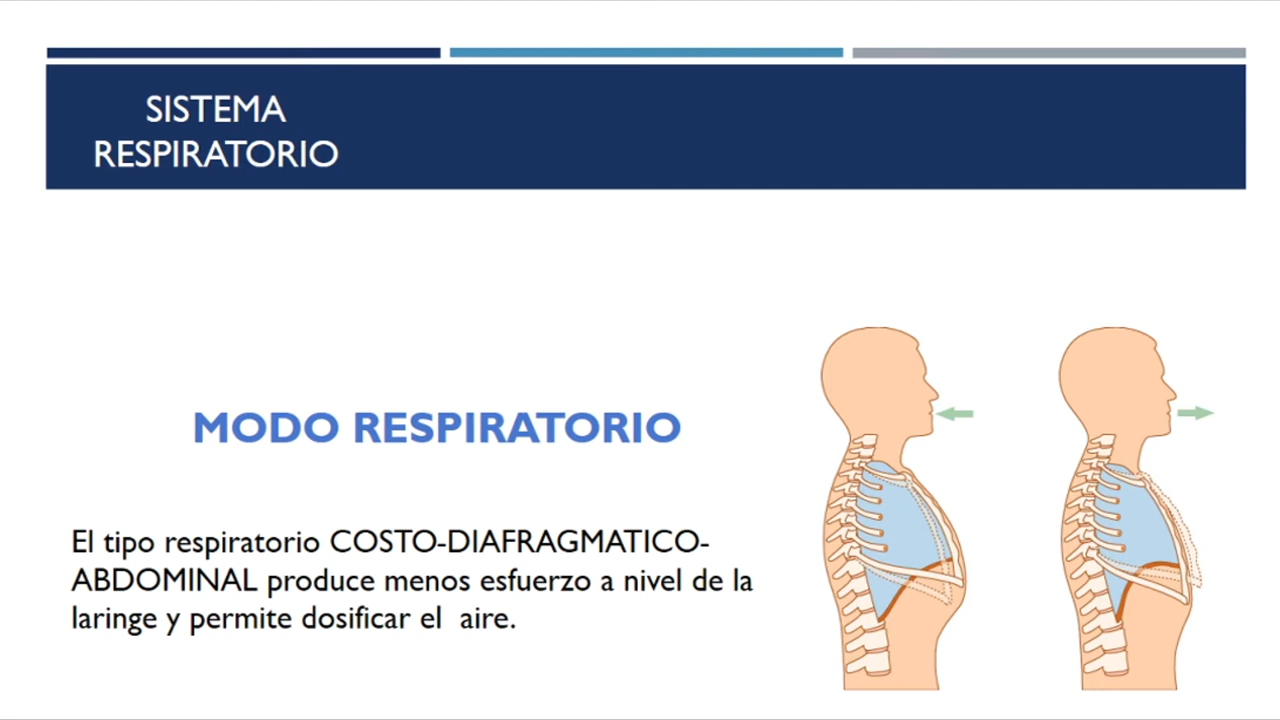 SISTEMA
RESPIRATORIO
MODO RESPIRATORIO
El tipo respiratorio COSTO-DIAFRAGMATICO-
ABDOMINAL produce menos esfuerzo a nivel de la
laringe y permite dosificar el aire.